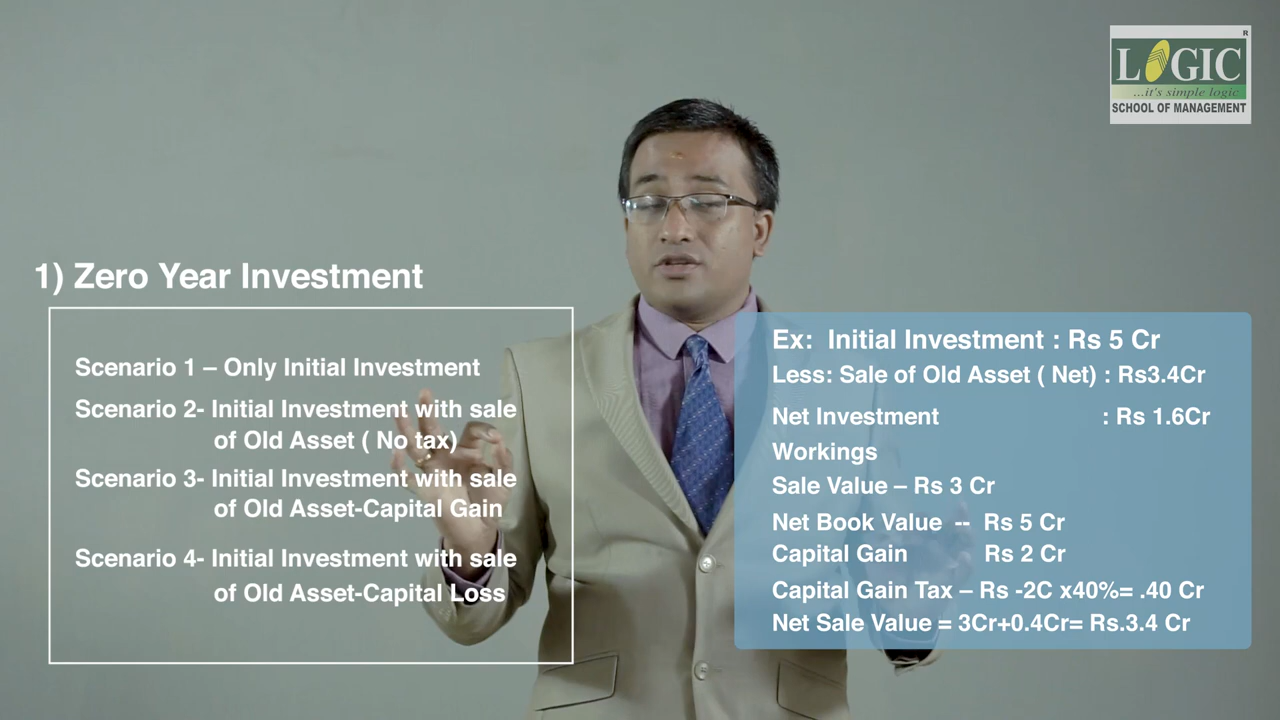 R
LOGIC
...it's simple logic
SCHOOL OF MANAGEMENT
1) Zero Year Investment
Scenario 1 – Only Initial Investment
Scenario 2- Initial Investment with sale
of Old Asset ( No tax)
Scenario 3- Initial Investment with sale
of Old Asset-Capital Gain
Scenario 4- Initial Investment with sale
of Old Asset-Capital Loss
Ex: Initial Investment : Rs 5 Cr
Less: Sale of Old Asset ( Net) : Rs3.4Cr
Net Investment : Rs 1.6Cr
Workings
Sale Value – Rs 3 Cr
Net Book Value -- Rs 5 Cr
Capital Gain Rs 2 Cr
Capital Gain Tax – Rs -2C x40%= .40 Cr
Net Sale Value = 3Cr+0.4Cr= Rs.3.4 Cr